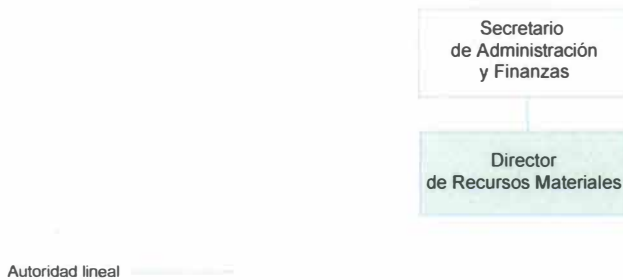 Secretario
de Administración
y Finanzas
Director
de Recursos Materiales
Autoridad lineal